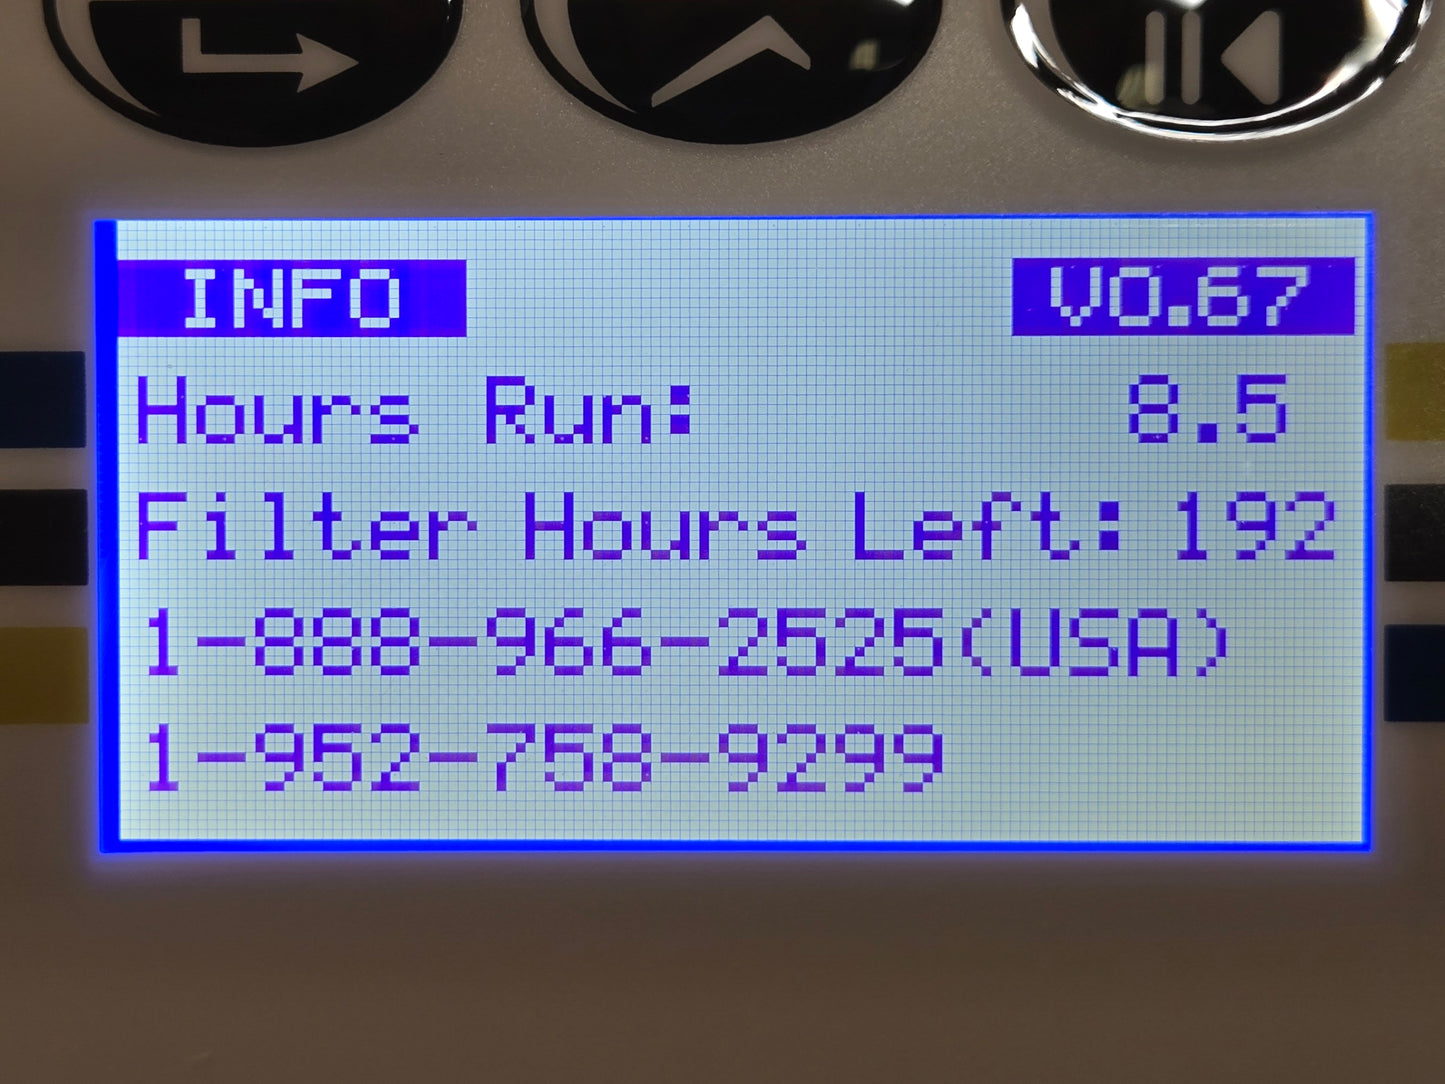 INFO V0.67
Hours Run: 8.5
Filter Hours Left: 192
1-888-966-2525(USA)
1-952-758-9299